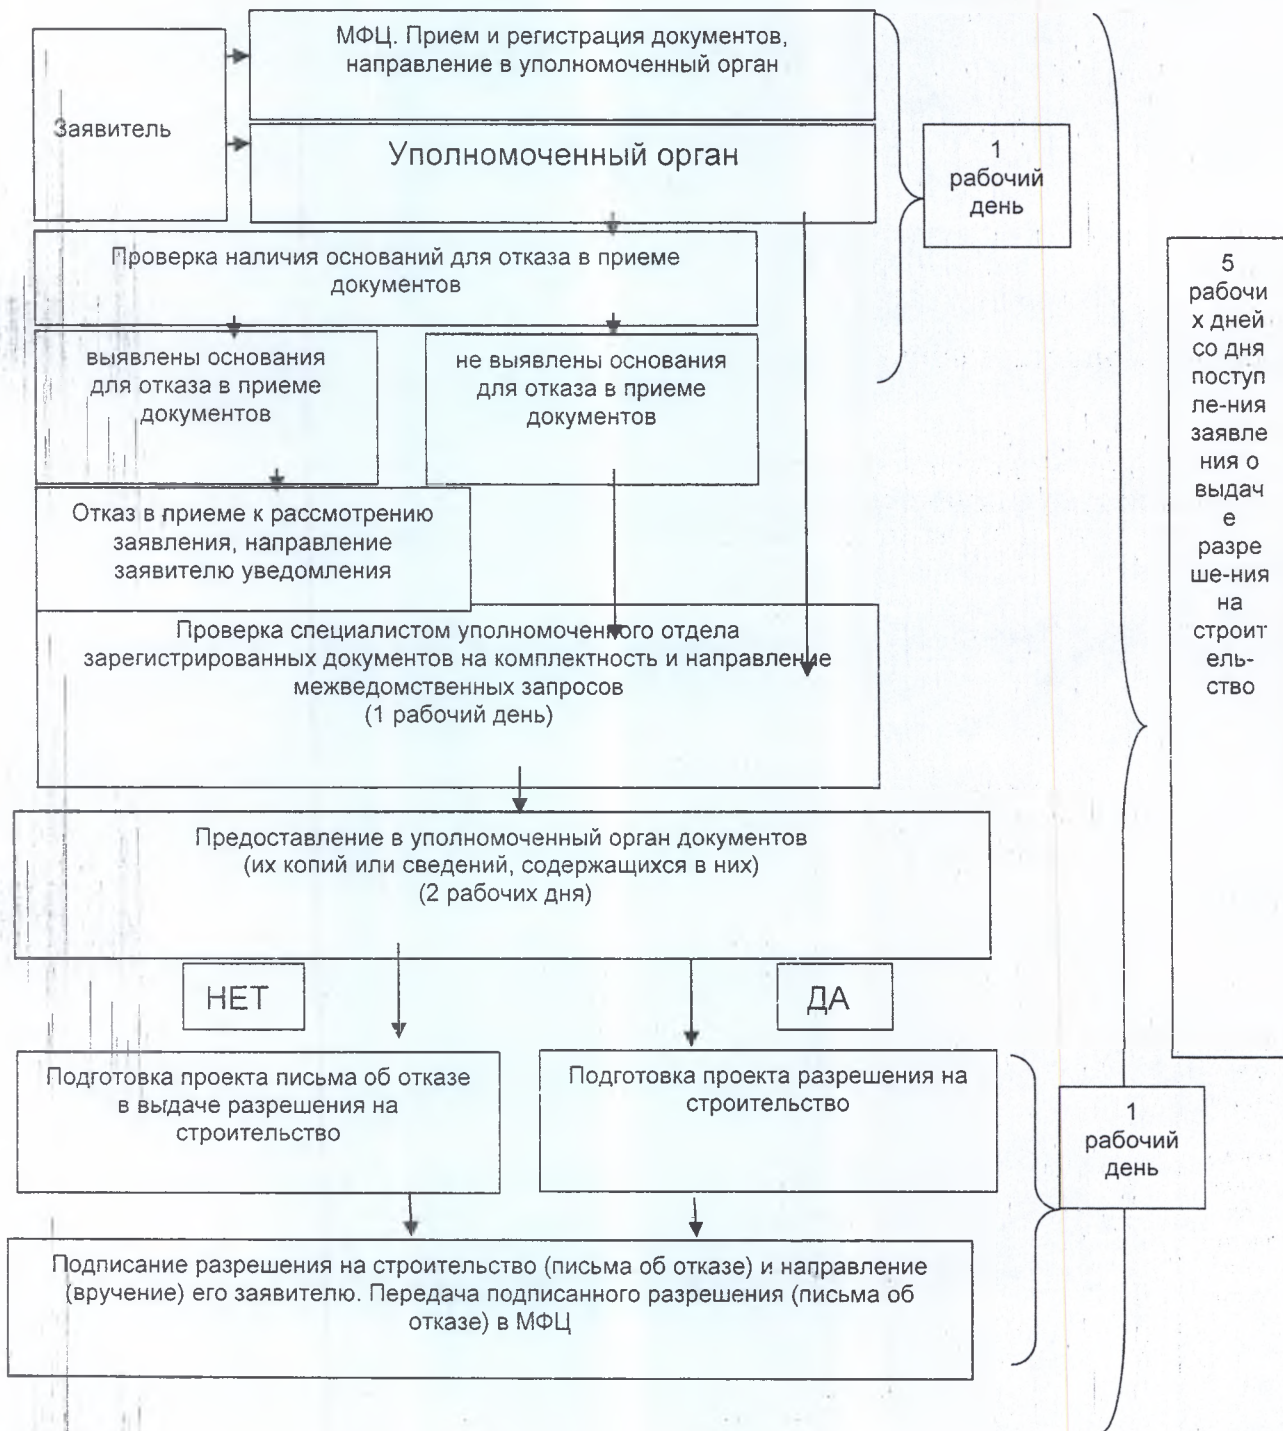 МФЦ. Прием и регистрация документов,
направление в уполномоченный орган
Заявитель
Уполномоченный орган
1
рабочий
день
Проверка наличия оснований для отказа в приеме
документов
выявлены основания
для отказа в приеме
документов
не выявлены основания
для отказа в приеме
документов
Отказ в приеме к рассмотрению
заявления, направление
заявителю уведомления
Проверка специалистом уполномоченного отдела
зарегистрированных документов на комплектность и направление
межведомственных запросов
(1 рабочий день)
5
рабочи
х дней
со дня
поступ
ле-ния
заявле
ния о
выдач
е
разре
ше-ния
на
строит
ель-
ство
Предоставление в уполномоченный орган документов
(их копий или сведений, содержащихся в них)
(2 рабочих дня)
НЕТ
ДА
Подготовка проекта письма об отказе
в выдаче разрешения на
строительство
Подготовка проекта разрешения на
строительство
1
рабочий
день
Подписание разрешения на строительство (письма об отказе) и направление
(вручение) его заявителю. Передача подписанного разрешения (письма об
отказе) в МФЦ